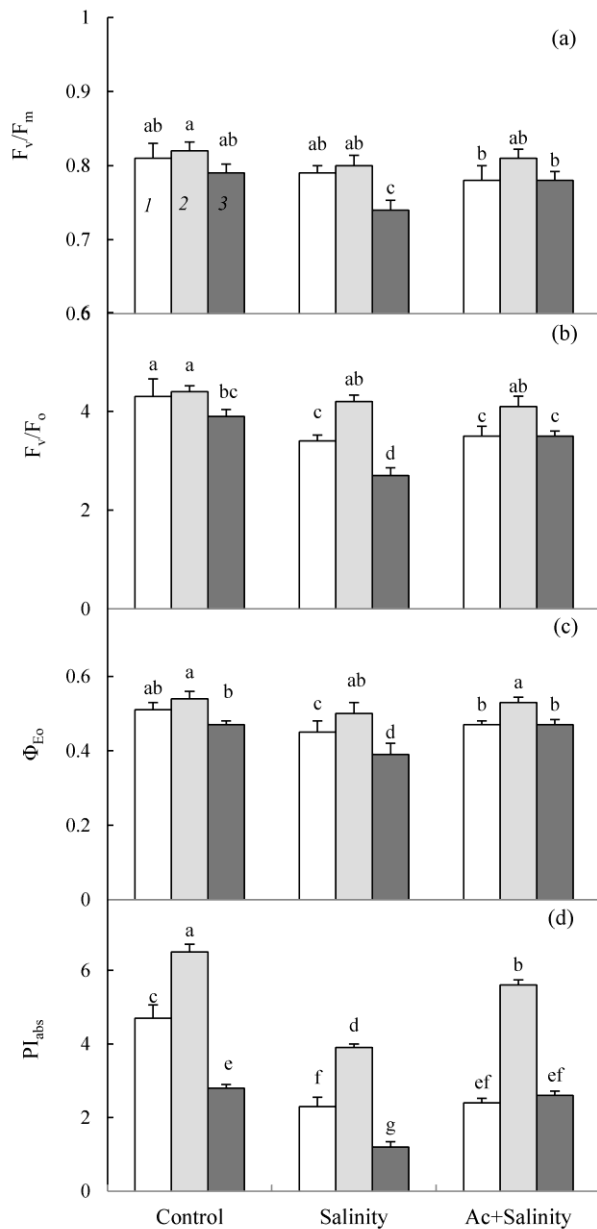 (a)
1
0.9
0.8
0.7
0.6
Fv/Fm
ab a ab
ab ab c
b ab b
1 2 3
(b)
4
2
0
Fv/Fo
a a bc
c ab d
c ab c
(c)
0.6
0.4
0.2
0
ΦEo
ab a b
c ab d
b a b
(d)
6
4
2
0
PIabs
c a e
f d g
ef b ef
Control Salinity Ac+Salinity